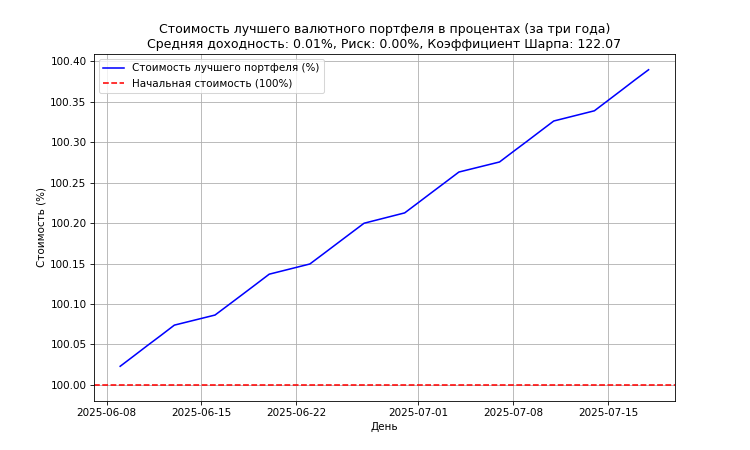 Стоимость лучшего валютного портфеля в процентах (за три года)
Средняя доходность: 0.01%, Риск: 0.00%, Коэффициент Шарпа: 122.07
Стоимость лучшего портфеля (%)
Начальная стоимость (100%)
Стоимость (%)
100.40
100.35
100.30
100.25
100.20
100.15
100.10
100.05
100.00
2025-06-08
2025-06-15
2025-06-22
2025-07-01
2025-07-08
2025-07-15
День